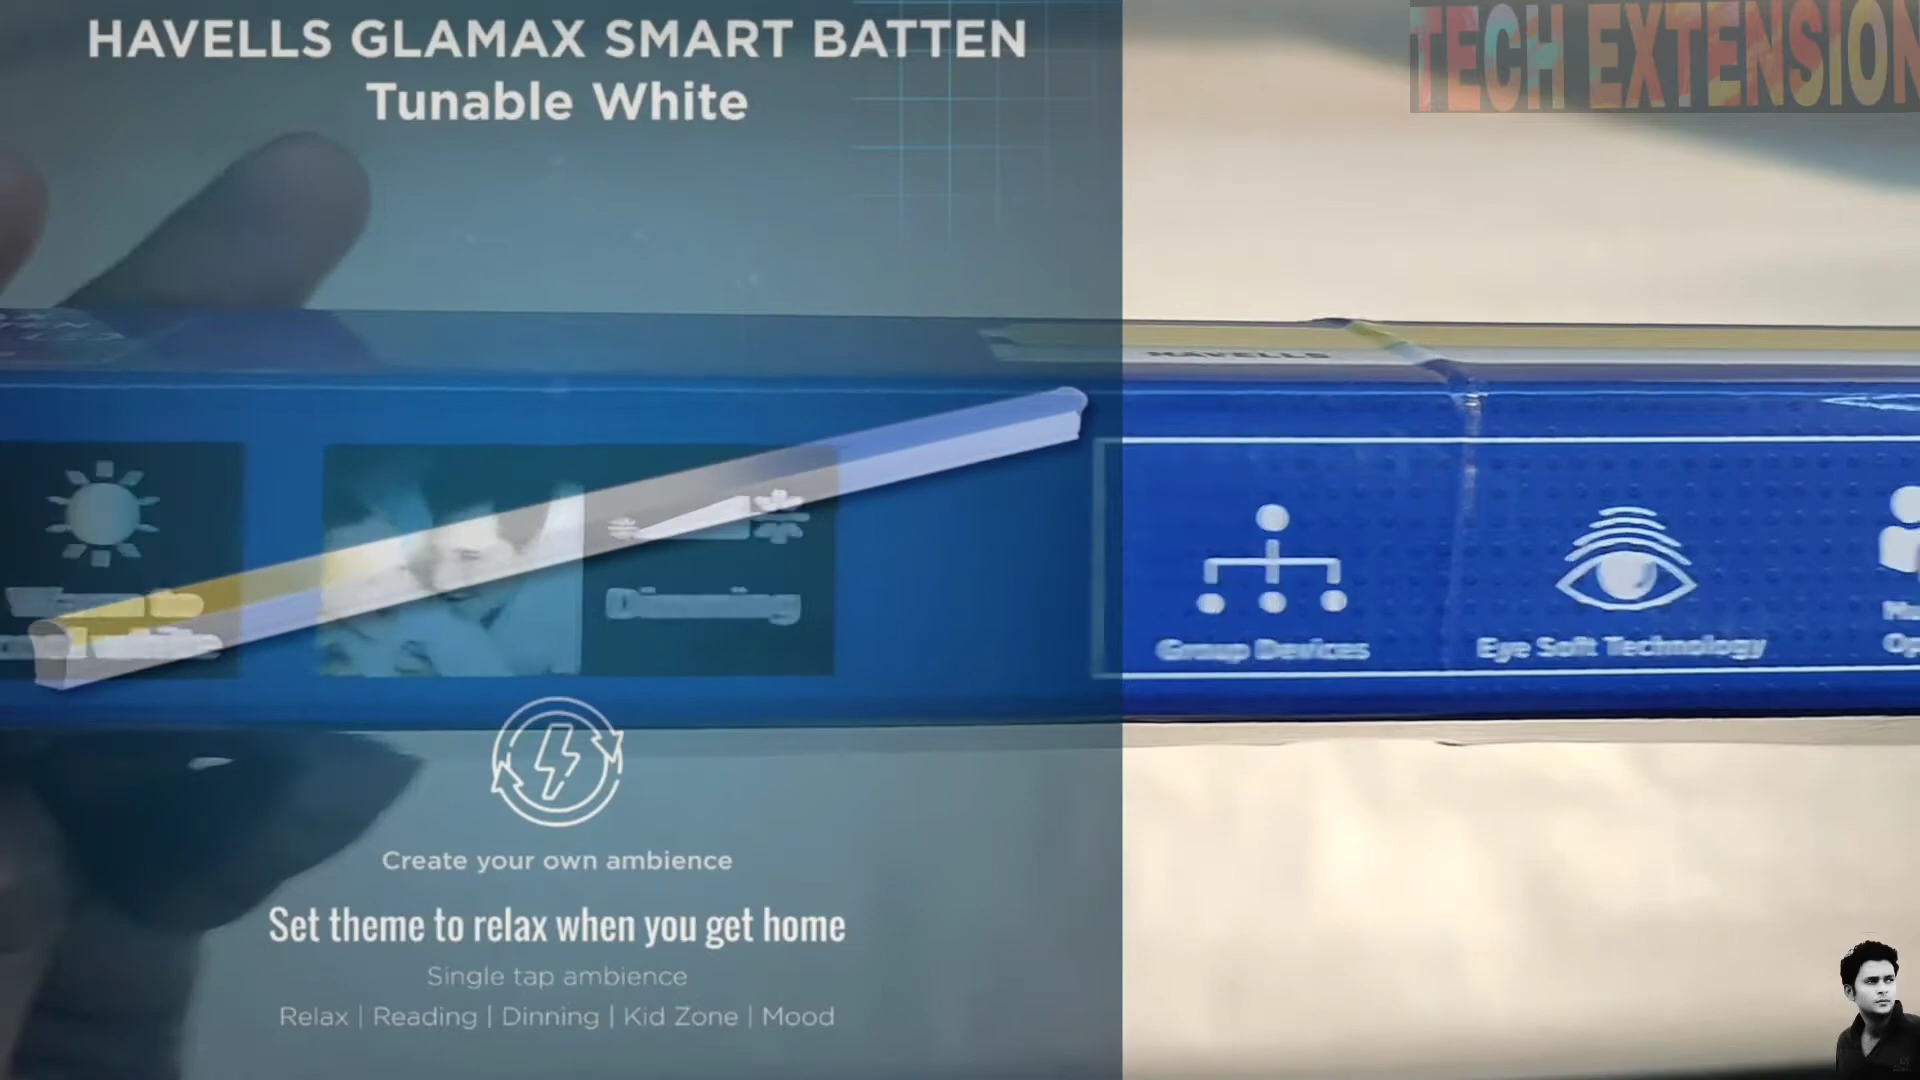 HAVELLS GLAMAX SMART BATTEN
Tunable White
TECH EXTENSION
HAVELLS
Group Devices
Eye Soft Technology
Create your own ambience
Set theme to relax when you get home
Single tap ambience
Relax | Reading | Dinning | Kid Zone | Mood